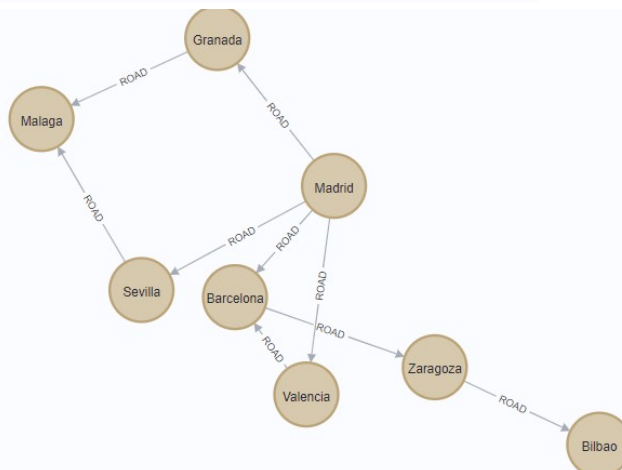 Granada
ROAD
Malaga
ROAD
Madrid
ROAD
ROAD
ROAD
ROAD
Sevilla
Barcelona
ROAD
ROAD
Zaragoza
Valencia
ROAD
Bilbao